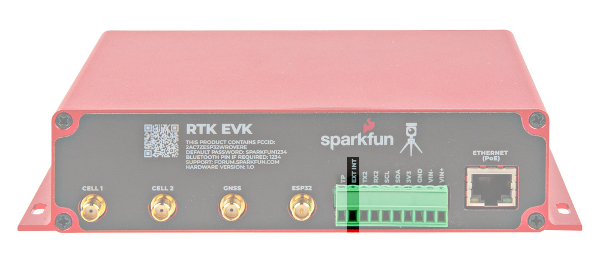 RTK EVK
THIS PRODUCT CONTAINS FCCID:
2AC7ZESP32WROVERE
DEFAULT PASSWORD: SPARKFUN1234
BLUETOOTH PIN IF REQUIRED: 1234
SUPPORT: FORUM.SPARKFUN.COM
HARDWARE VERSION: 1.0
sparkfun
ETHERNET
(PoE)
CELL 1
CELL 2
GNSS
ESP32
TP
EXT INT
TX2
RX2
SCL
SDA
3V3
GND
VIN-
VIN+